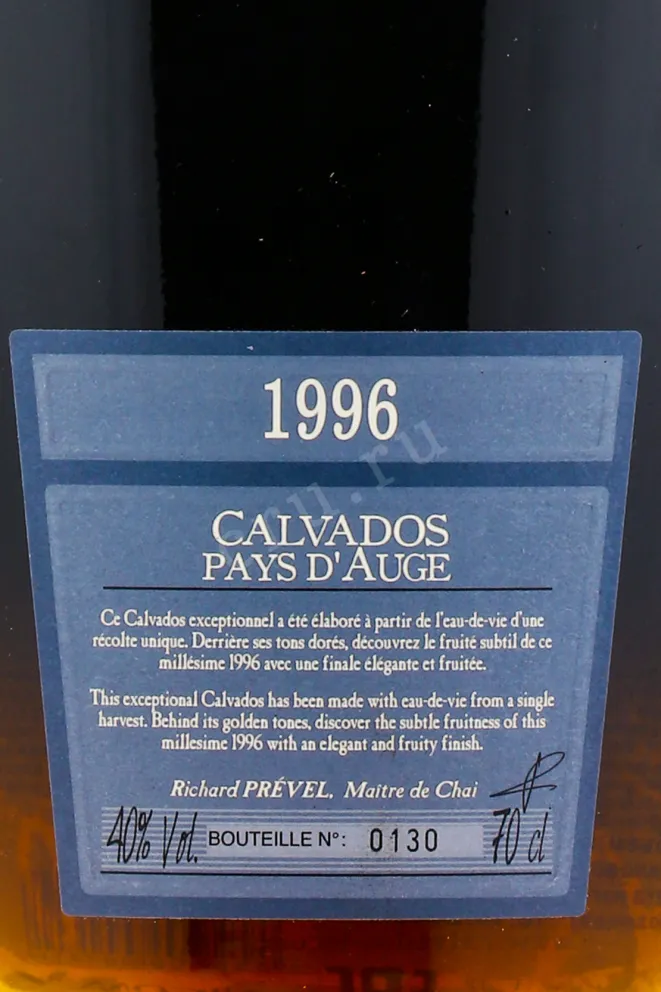 1996
CALVADOS
PAYS D'AUGE
Ce Calvados exceptionnel a été élaboré à partir de l'eau-de-vie d'une
récolte unique. Derrière ses tons dorés, découvrez le fruité subtil de ce
millésime 1996 avec une finale élégante et fruitée.
This exceptional Calvados has been made with eau-de-vie from a single
harvest. Behind its golden tones, discover the subtle fruitness of this
millesime 1996 with an elegant and fruity finish.
Richard PRÉVEL, Maître de Chai
40% Vol. BOUTEILLE N°: 0130 70 cl